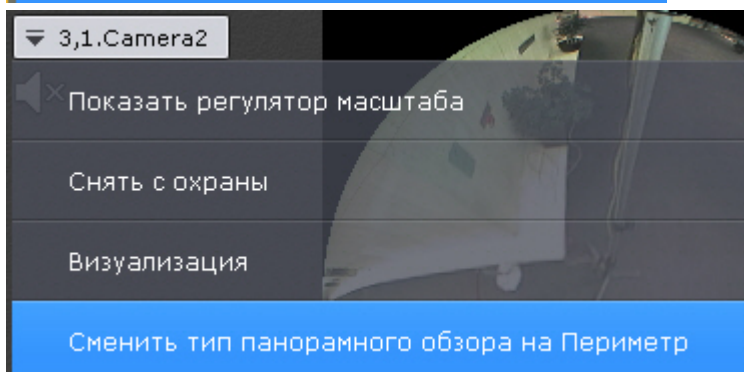 3,1.Camera2
Показать регулятор масштаба
Снять с охраны
Визуализация
Сменить тип панорамного обзора на Периметр